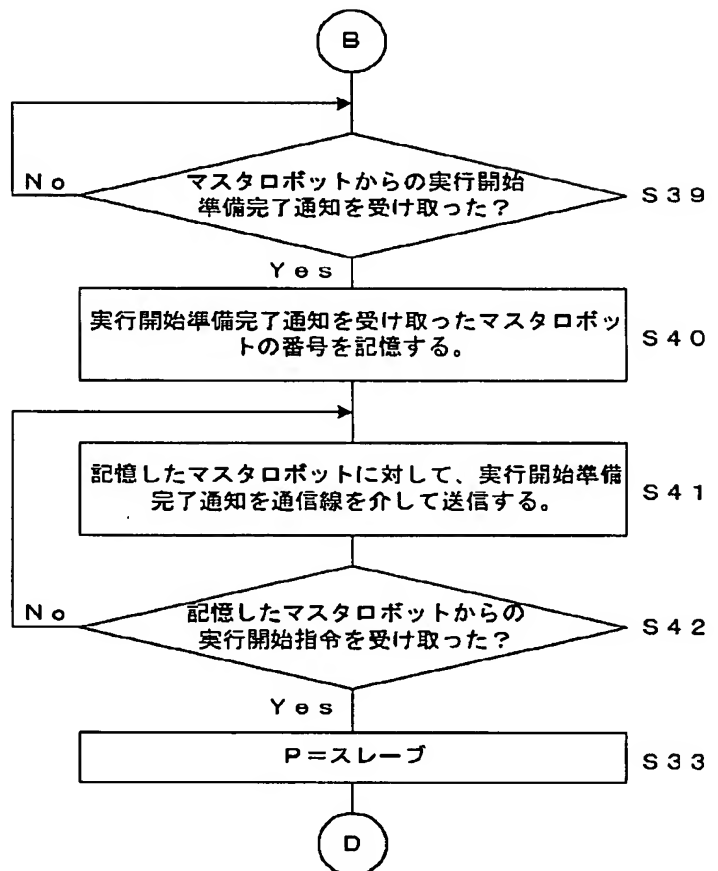 B
マスタロボットからの実行開始
準備完了通知を受け取った?
No
S39
Yes
実行開始準備完了通知を受け取ったマスタロボッ
トの番号を記憶する。
S40
記憶したマスタロボットに対して、実行開始準備
完了通知を通信線を介して送信する。
S41
記憶したマスタロボットからの
実行開始指令を受け取った?
No
S42
Yes
P=スレーブ
S33
D